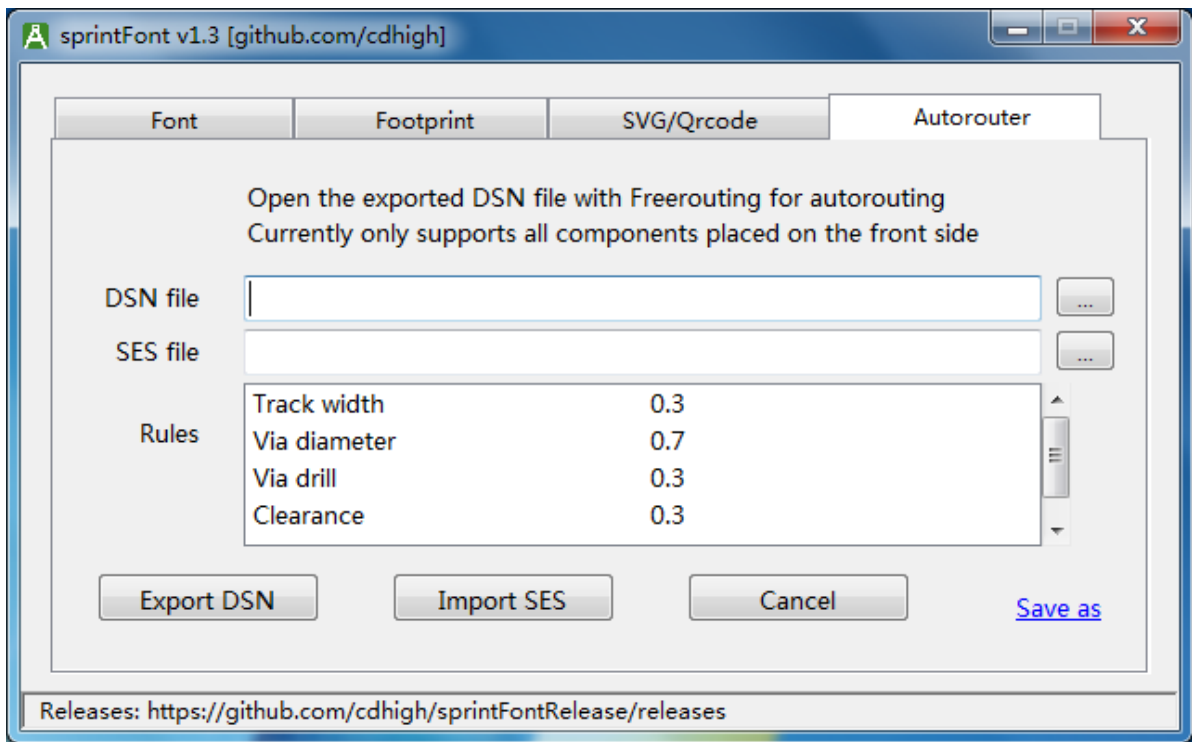 sprintFont v1.3 [github.com/cdhigh]
Font Footprint SVG/Qrcode Autorouter
Open the exported DSN file with Freerouting for autorouting
Currently only supports all components placed on the front side
DSN file ...
SES file ...
Rules
Track width 0.3
Via diameter 0.7
Via drill 0.3
Clearance 0.3
Export DSN Import SES Cancel Save as
Releases: https://github.com/cdhigh/sprintFontRelease/releases